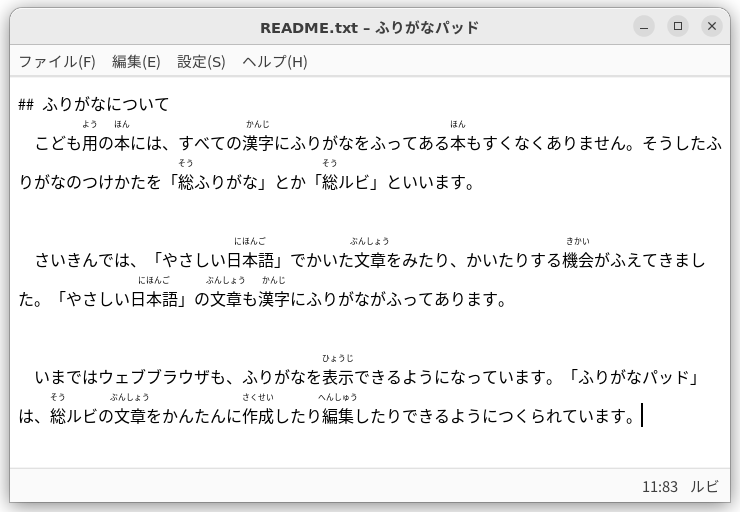 README.txt – ふりがなパッド
ファイル(F) 編集(E) 設定(S) ヘルプ(H)
## ふりがなについて
よう ほん かんじ ほん
こども用の本には、すべての漢字にふりがなをふってある本もすくなくありません。そうしたふ
そう そう
りがなのつけかたを「総ふりがな」とか「総ルビ」といいます。
にほんご ぶんしょう きかい
さいきんでは、「やさしい日本語」でかいた文章をみたり、かいたりする機会がふえてきまし
にほんご ぶんしょう かんじ
た。「やさしい日本語」の文章も漢字にふりがながふってあります。
ひょうじ
いまではウェブブラウザも、ふりがなを表示できるようになっています。「ふりがなパッド」
そう ぶんしょう さくせい へんしゅう
は、総ルビの文章をかんたんに作成したり編集したりできるようにつくられています。
11:83 ルビ